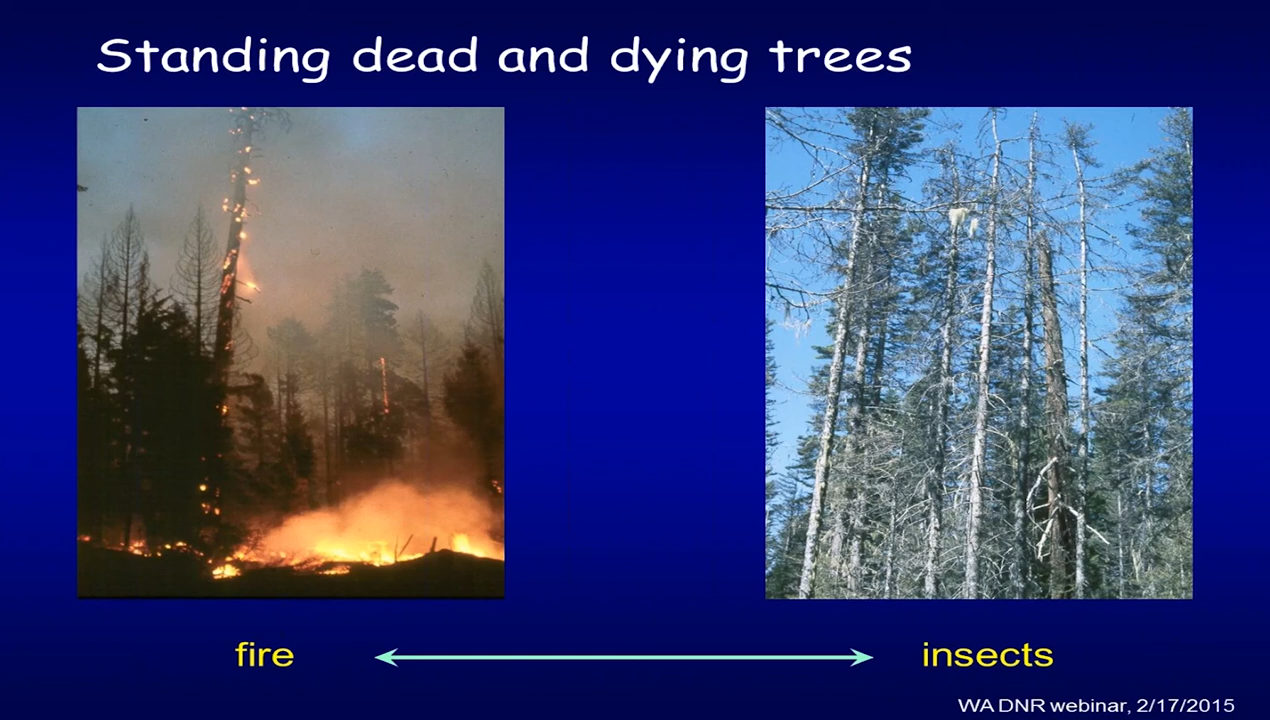 Standing dead and dying trees
fire
insects
WA DNR webinar, 2/17/2015